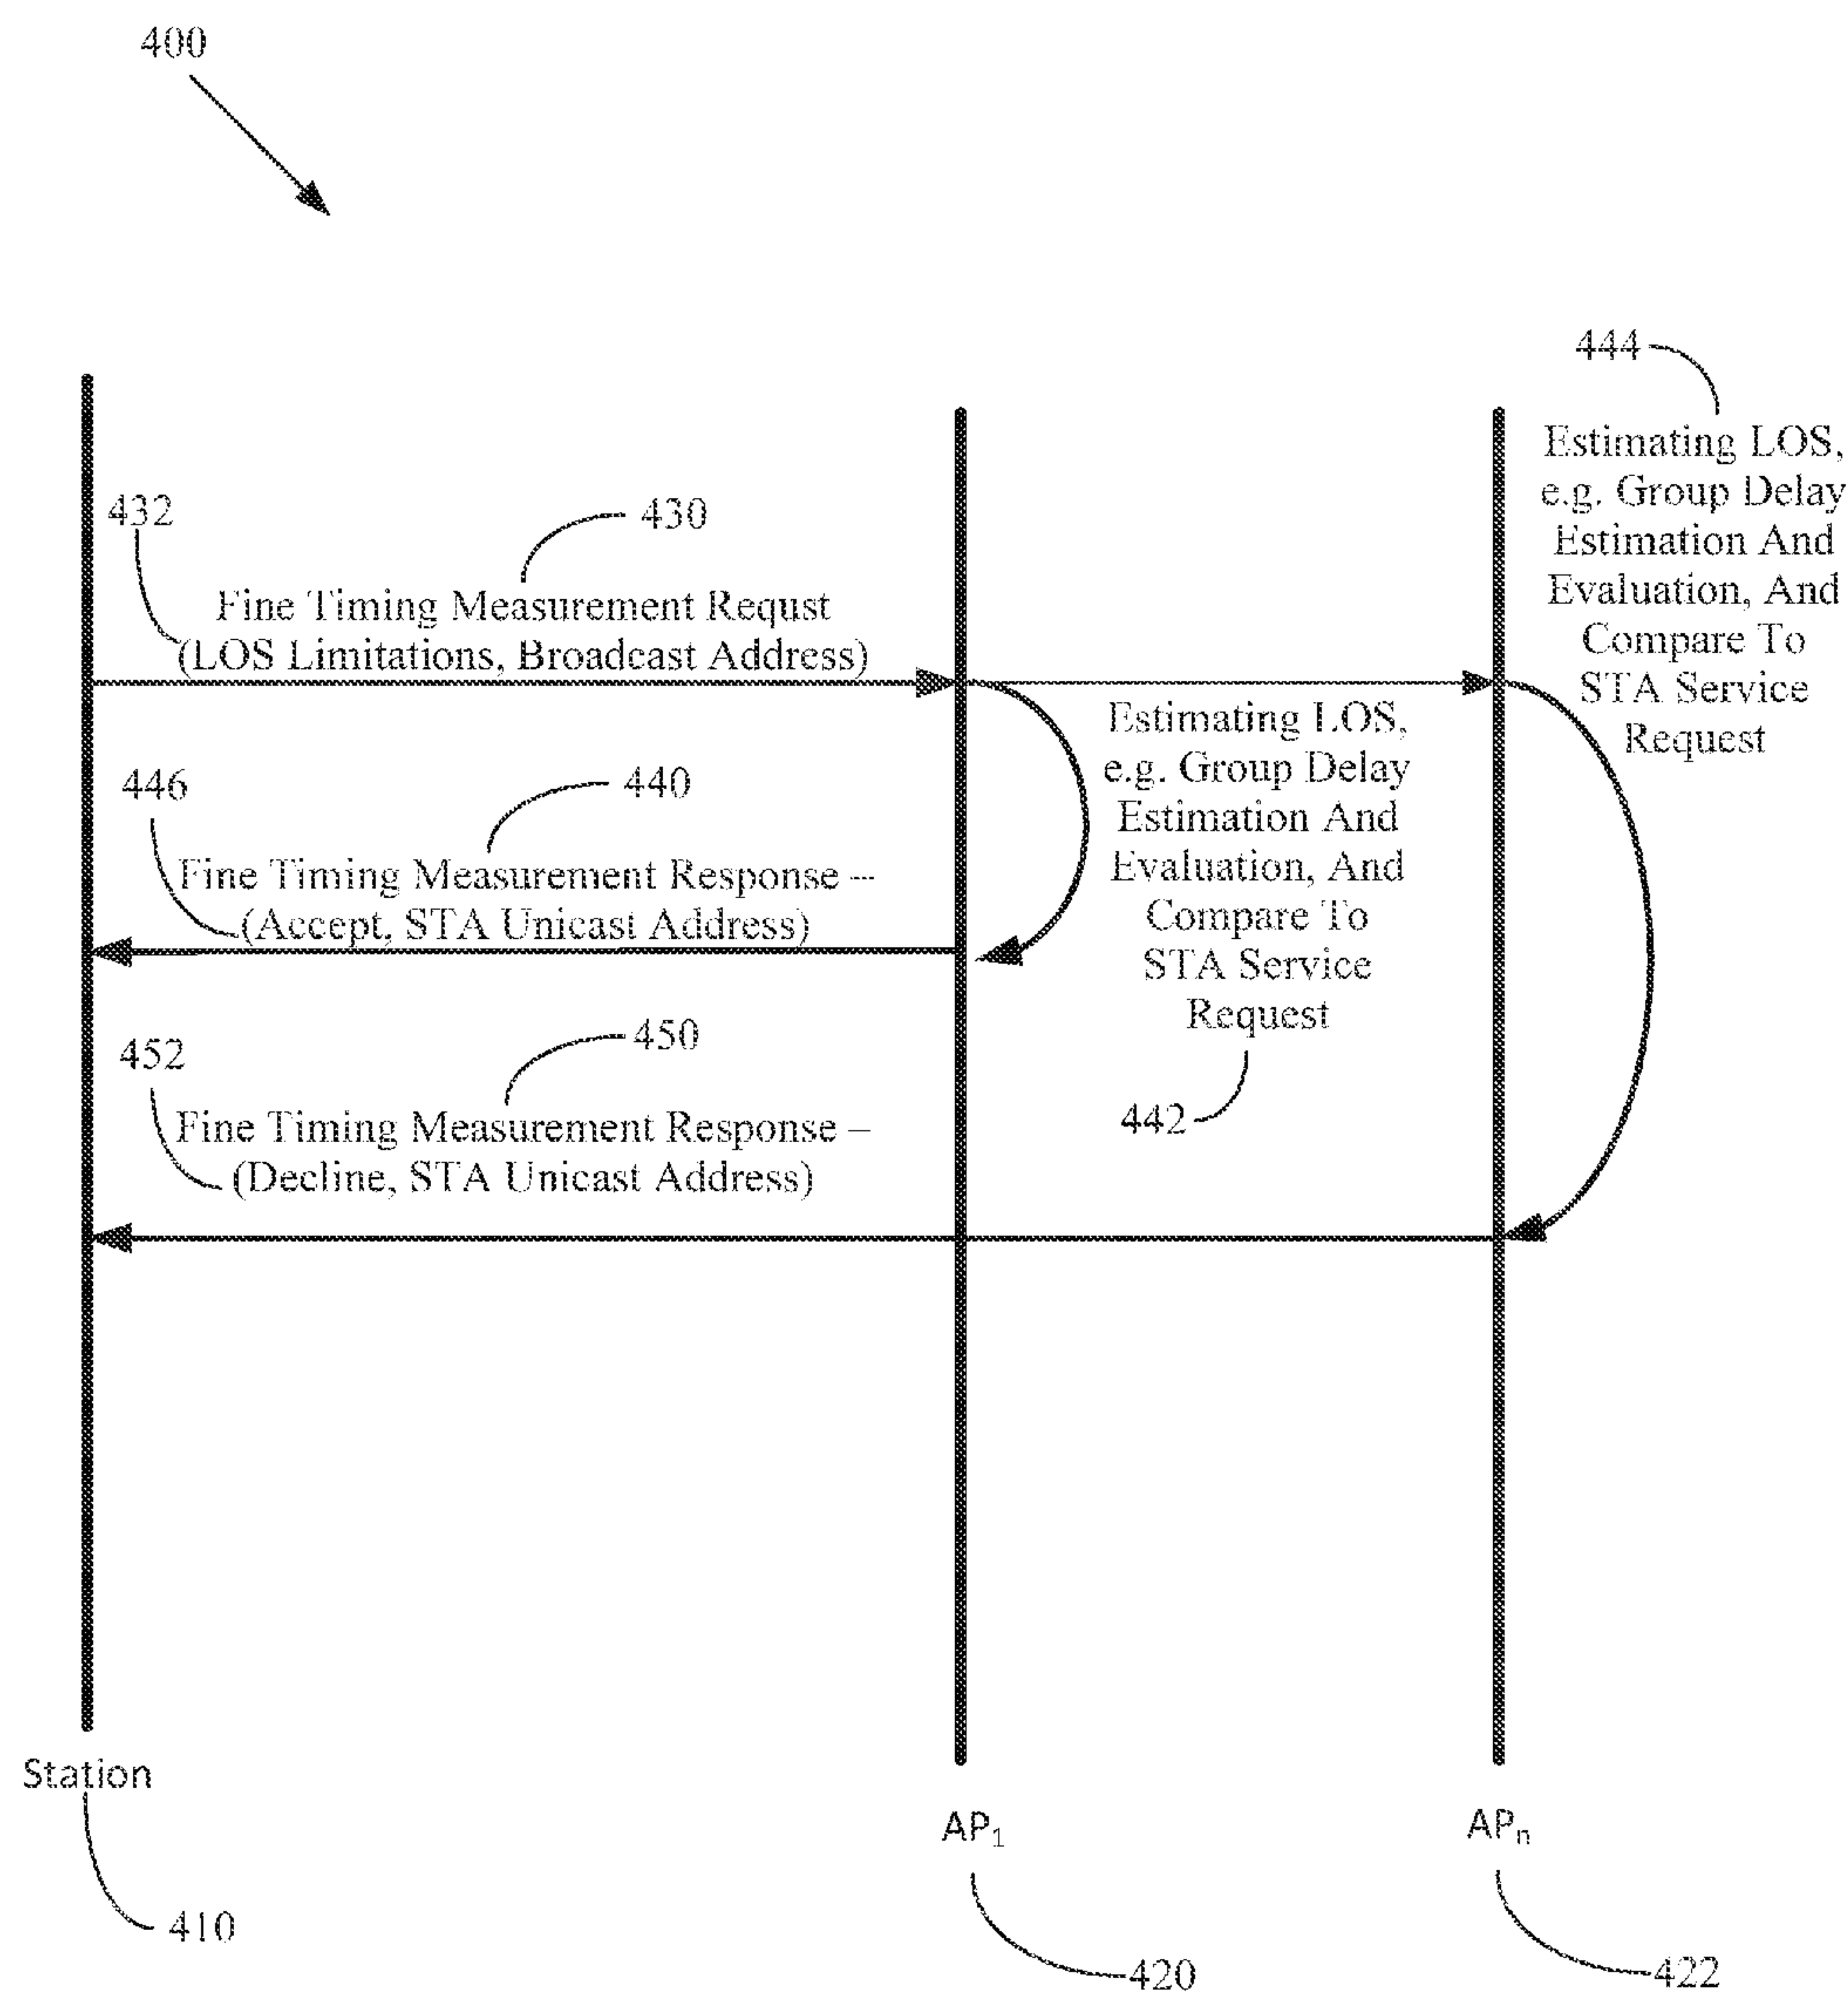 400
444
Estimating LOS,
e.g. Group Delay
Estimation And
Evaluation, And
Compare To
STA Service
Request
432
430
Fine Timing Measurement Requst
(LOS Limitations, Broadcast Address)
Estimating LOS,
e.g. Group Delay
Estimation And
Evaluation, And
Compare To
STA Service
Request
442
446
440
Fine Timing Measurement Response –
(Accept, STA Unicast Address)
452
450
Fine Timing Measurement Response –
(Decline, STA Unicast Address)
Station
410
AP₁
420
APₙ
422